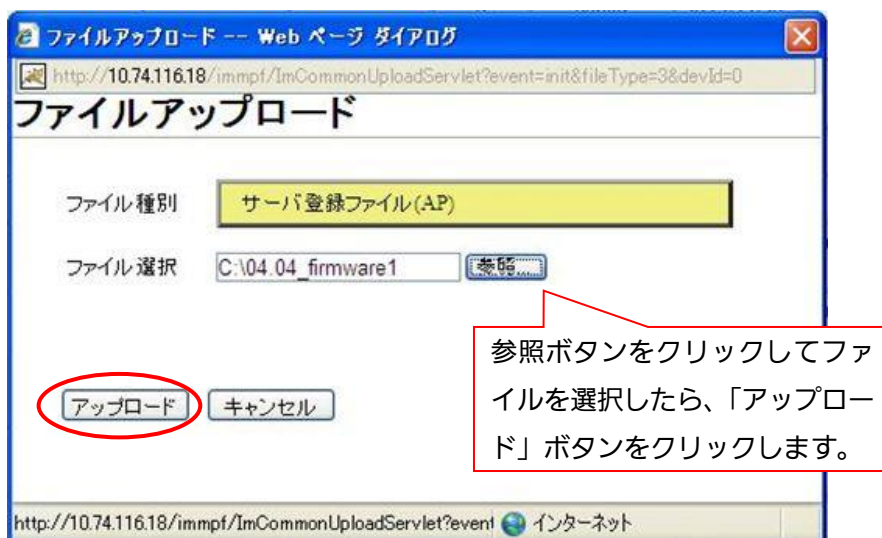 ファイルアップロード -- Web ページ ダイアログ
http://10.74.116.18/immpf/ImCommonUploadServlet?event=init&fileType=3&devId=0
ファイルアップロード
ファイル種別 サーバ登録ファイル(AP)
ファイル選択 C:\04.04_firmware1 参照...
参照ボタンをクリックしてファ
イルを選択したら、「アップロー
ド」ボタンをクリックします。
アップロード キャンセル
http://10.74.116.18/immpf/ImCommonUploadServlet?event インターネット